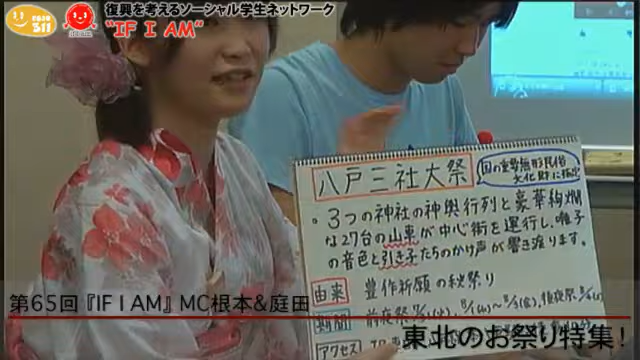 復興を考えるソーシャル学生ネットワーク
"IF I AM"
311
八戸三社大祭
国の重要無形民俗
文化財に指定
。3つの神社の神輿行列と豪華絢爛
な27台の山車が中心街を運行し、囃子
の音色と引き子たちのかけ声が響き渡ります。
由来 豊作祈願の秋祭り
期間 前夜祭
アクセス
第65回『IF I AM』MC根本&庭田
東北のお祭り特集!